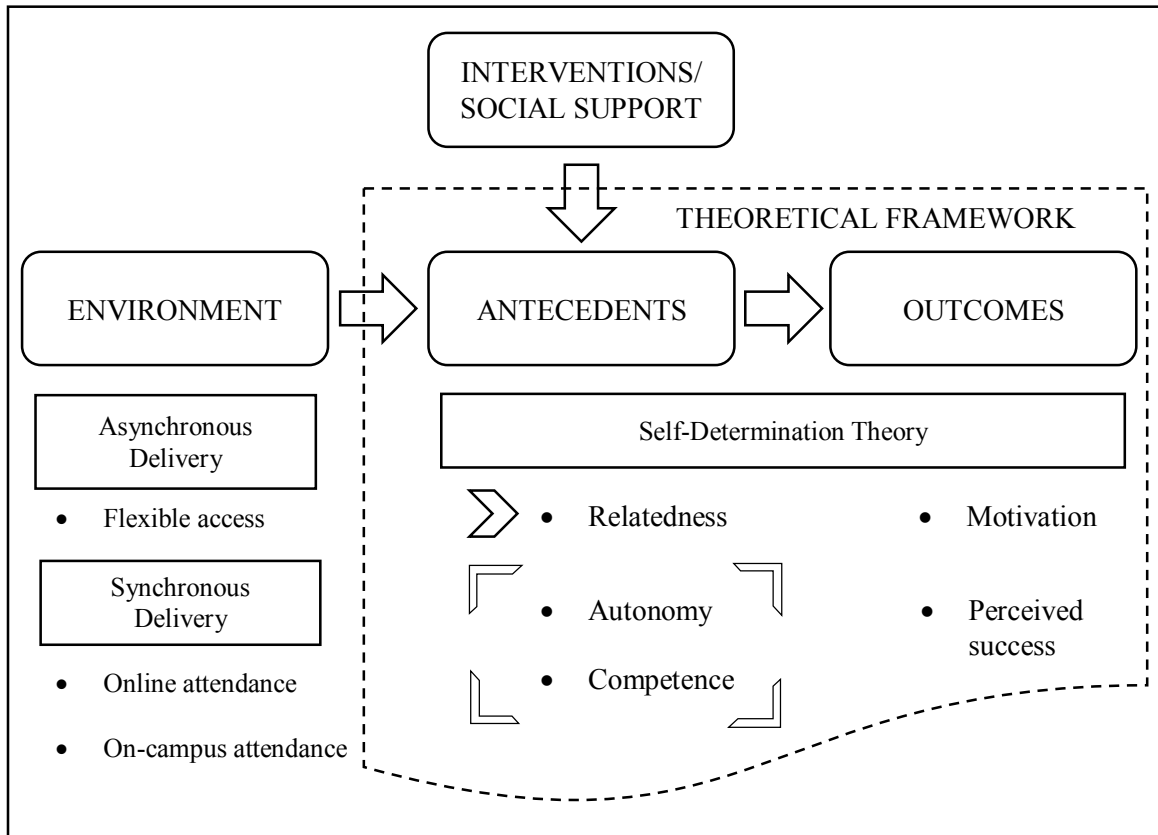 INTERVENTIONS/
SOCIAL SUPPORT
THEORETICAL FRAMEWORK
ENVIRONMENT
ANTECEDENTS
OUTCOMES
Asynchronous
Delivery
• Flexible access
Synchronous
Delivery
• Online attendance
• On-campus attendance
Self-Determination Theory
• Relatedness
• Autonomy
• Competence
• Motivation
• Perceived
success